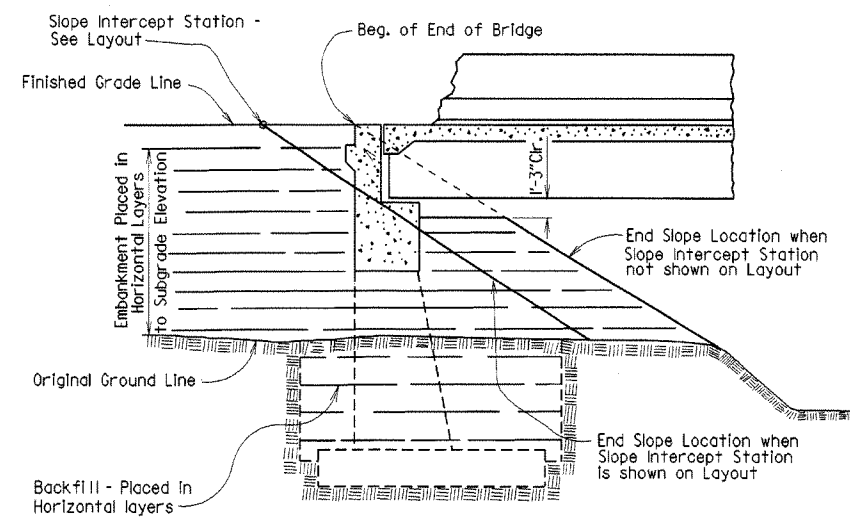 Slope Intercept Station -
See Layout
Beg. of End of Bridge
Finished Grade Line
Embankment Placed in
Horizontal Layers
to Subgrade Elevation
1'-3"Clr.
End Slope Location when
Slope Intercept Station
not shown on Layout
Original Ground Line
End Slope Location when
Slope Intercept Station
is shown on Layout
Backfill - Placed in
Horizontal layers